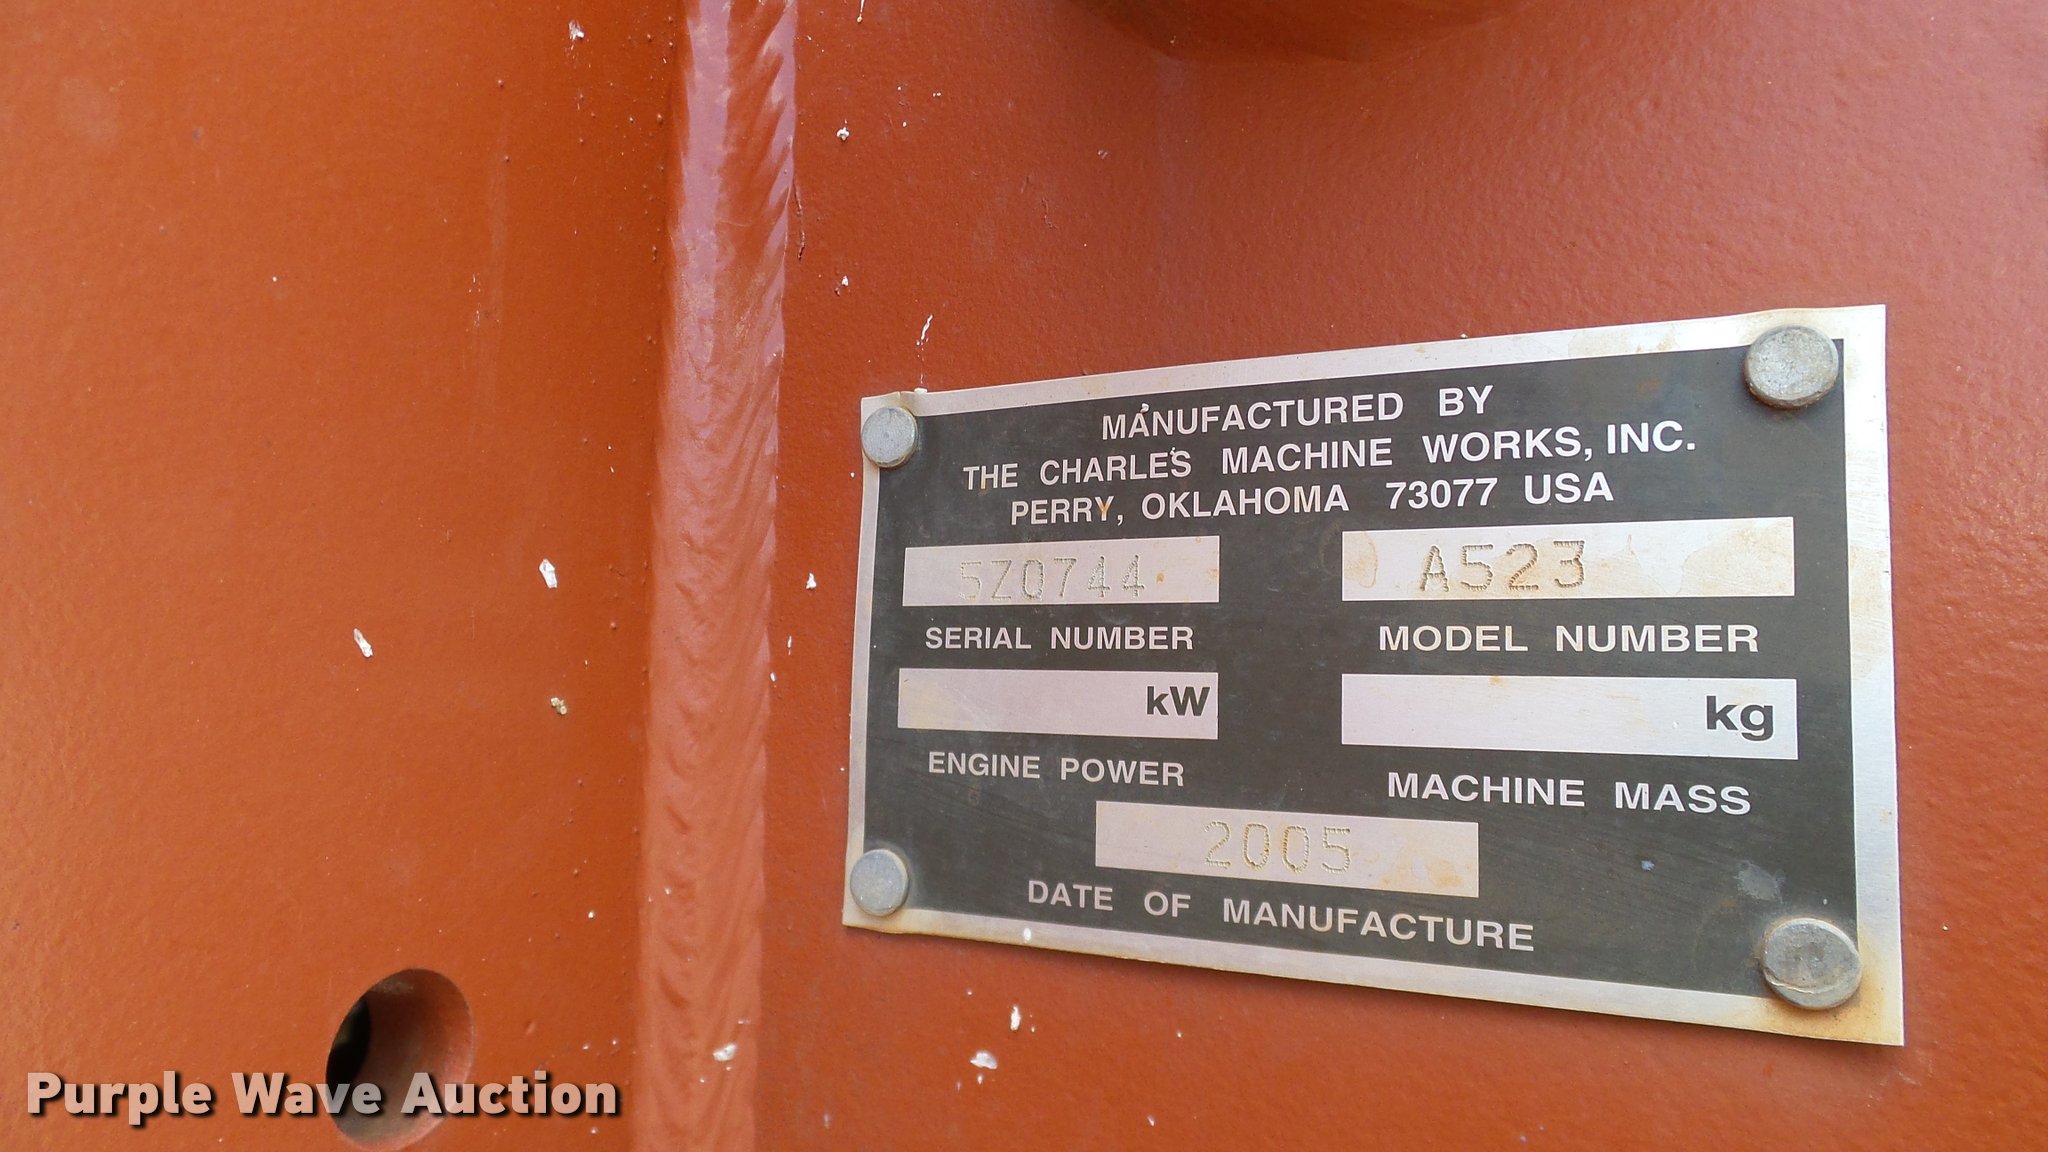 MANUFACTURED BY
THE CHARLES MACHINE WORKS, INC.
PERRY, OKLAHOMA 73077 USA
5Z0744 A523
SERIAL NUMBER MODEL NUMBER
kW kg
ENGINE POWER MACHINE MASS
2005
DATE OF MANUFACTURE
Purple Wave Auction